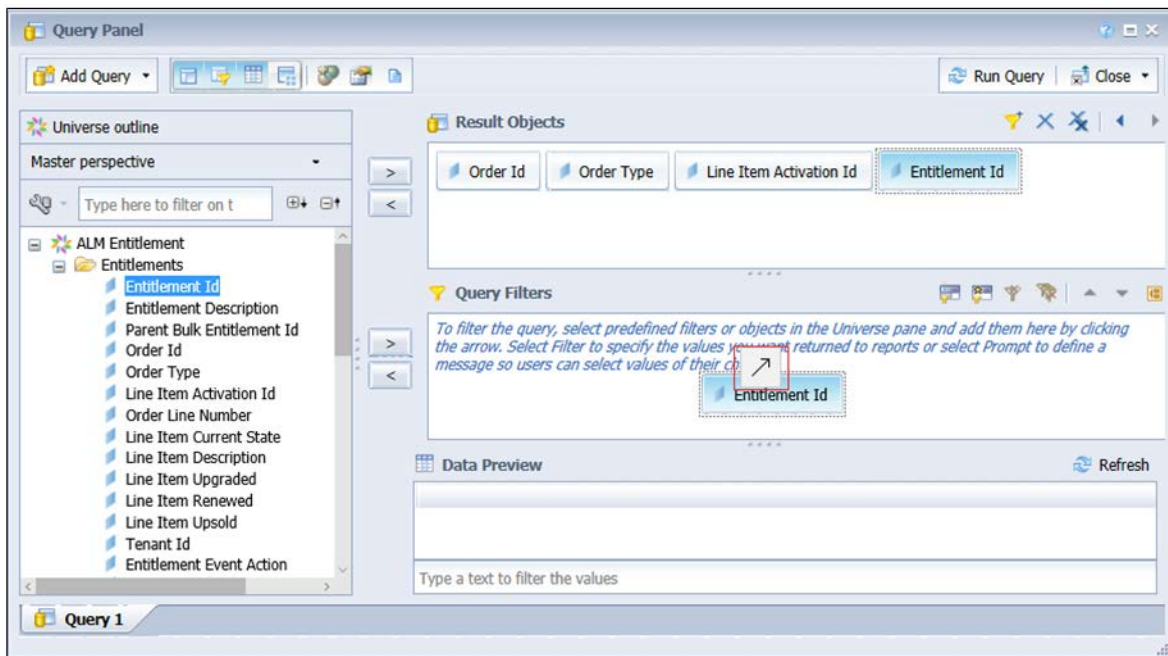 Query Panel
Add Query
Run Query
Close
Universe outline
Master perspective
Type here to filter on t
ALM Entitlement
Entitlements
Entitlement Id
Entitlement Description
Parent Bulk Entitlement Id
Order Id
Order Type
Line Item Activation Id
Order Line Number
Line Item Current State
Line Item Description
Line Item Upgraded
Line Item Renewed
Line Item Upsold
Tenant Id
Entitlement Event Action
>
<
>
<
Result Objects
Order Id
Order Type
Line Item Activation Id
Entitlement Id
Query Filters
To filter the query, select predefined filters or objects in the Universe pane and add them here by clicking
the arrow. Select Filter to specify the values you want returned to reports or select Prompt to define a
message so users can select values of their
Entitlement Id
Data Preview
Refresh
Type a text to filter the values
Query 1